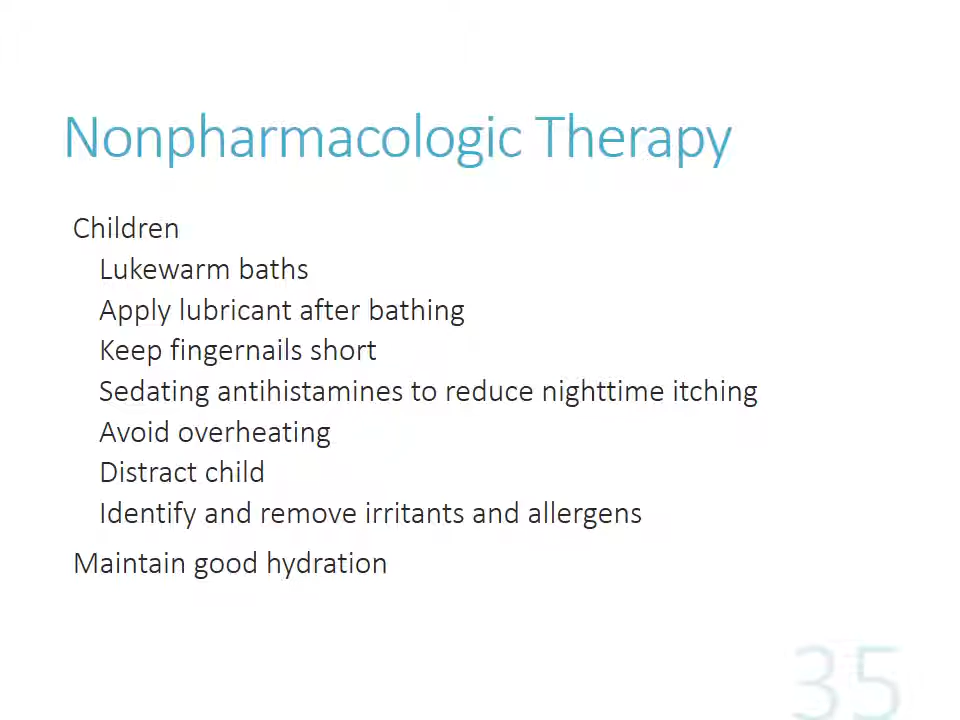 Nonpharmacologic Therapy
Children
Lukewarm baths
Apply lubricant after bathing
Keep fingernails short
Sedating antihistamines to reduce nighttime itching
Avoid overheating
Distract child
Identify and remove irritants and allergens
Maintain good hydration
35